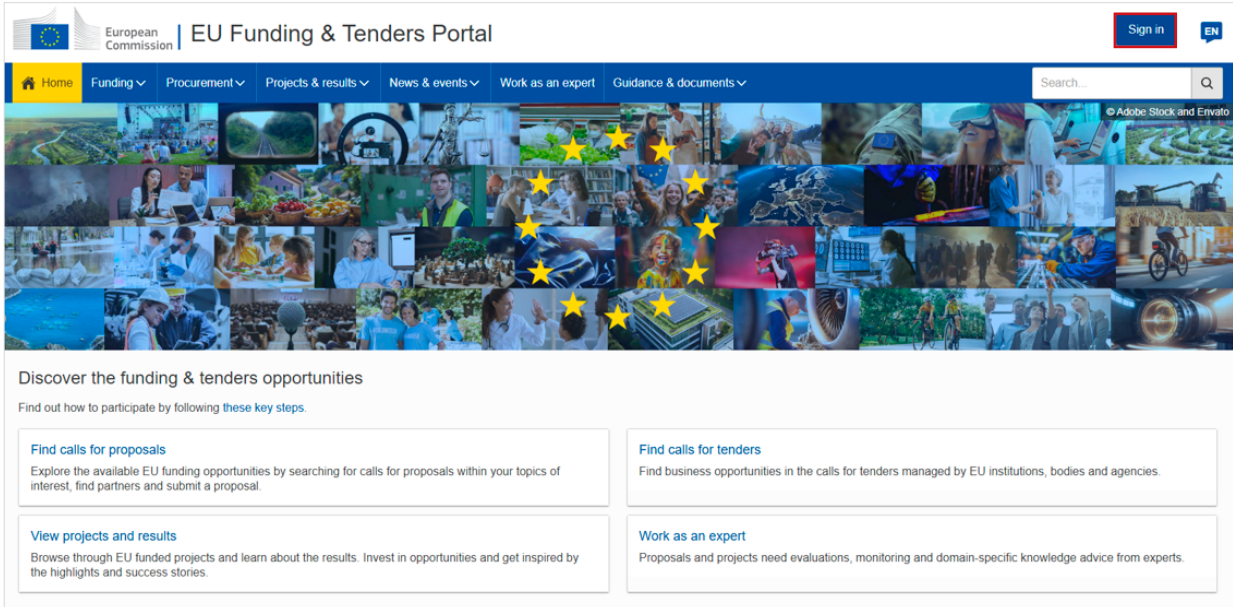 European
Commission
EU Funding & Tenders Portal
Sign in
EN
Home
Funding
Procurement
Projects & results
News & events
Work as an expert
Guidance & documents
Search...
© Adobe Stock and Envato
Discover the funding & tenders opportunities
Find out how to participate by following these key steps.
Find calls for proposals
Explore the available EU funding opportunities by searching for calls for proposals within your topics of
interest, find partners and submit a proposal.
Find calls for tenders
Find business opportunities in the calls for tenders managed by EU institutions, bodies and agencies.
View projects and results
Browse through EU funded projects and learn about the results. Invest in opportunities and get inspired by
the highlights and success stories.
Work as an expert
Proposals and projects need evaluations, monitoring and domain-specific knowledge advice from experts.